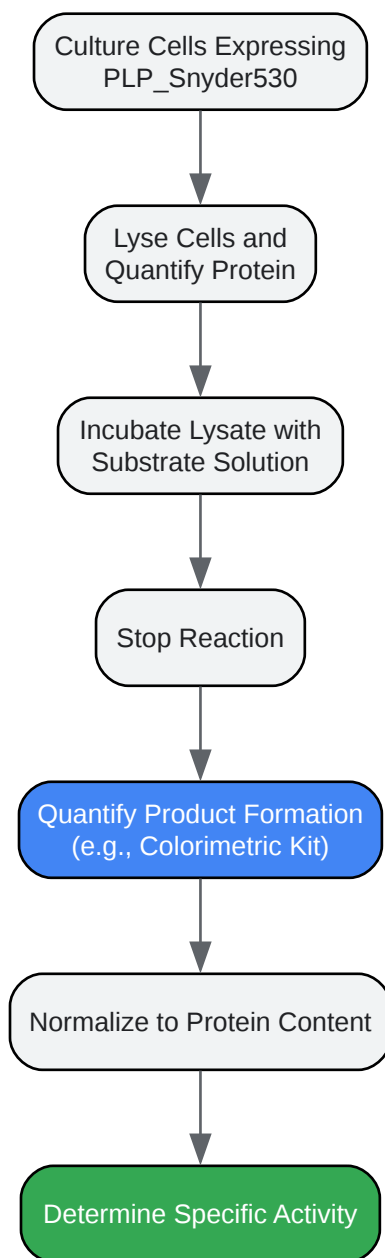 Culture Cells Expressing
PLP_Snyder530
Lyse Cells and
Quantify Protein
Incubate Lysate with
Substrate Solution
Stop Reaction
Quantify Product Formation
(e.g., Colorimetric Kit)
Normalize to Protein Content
Determine Specific Activity